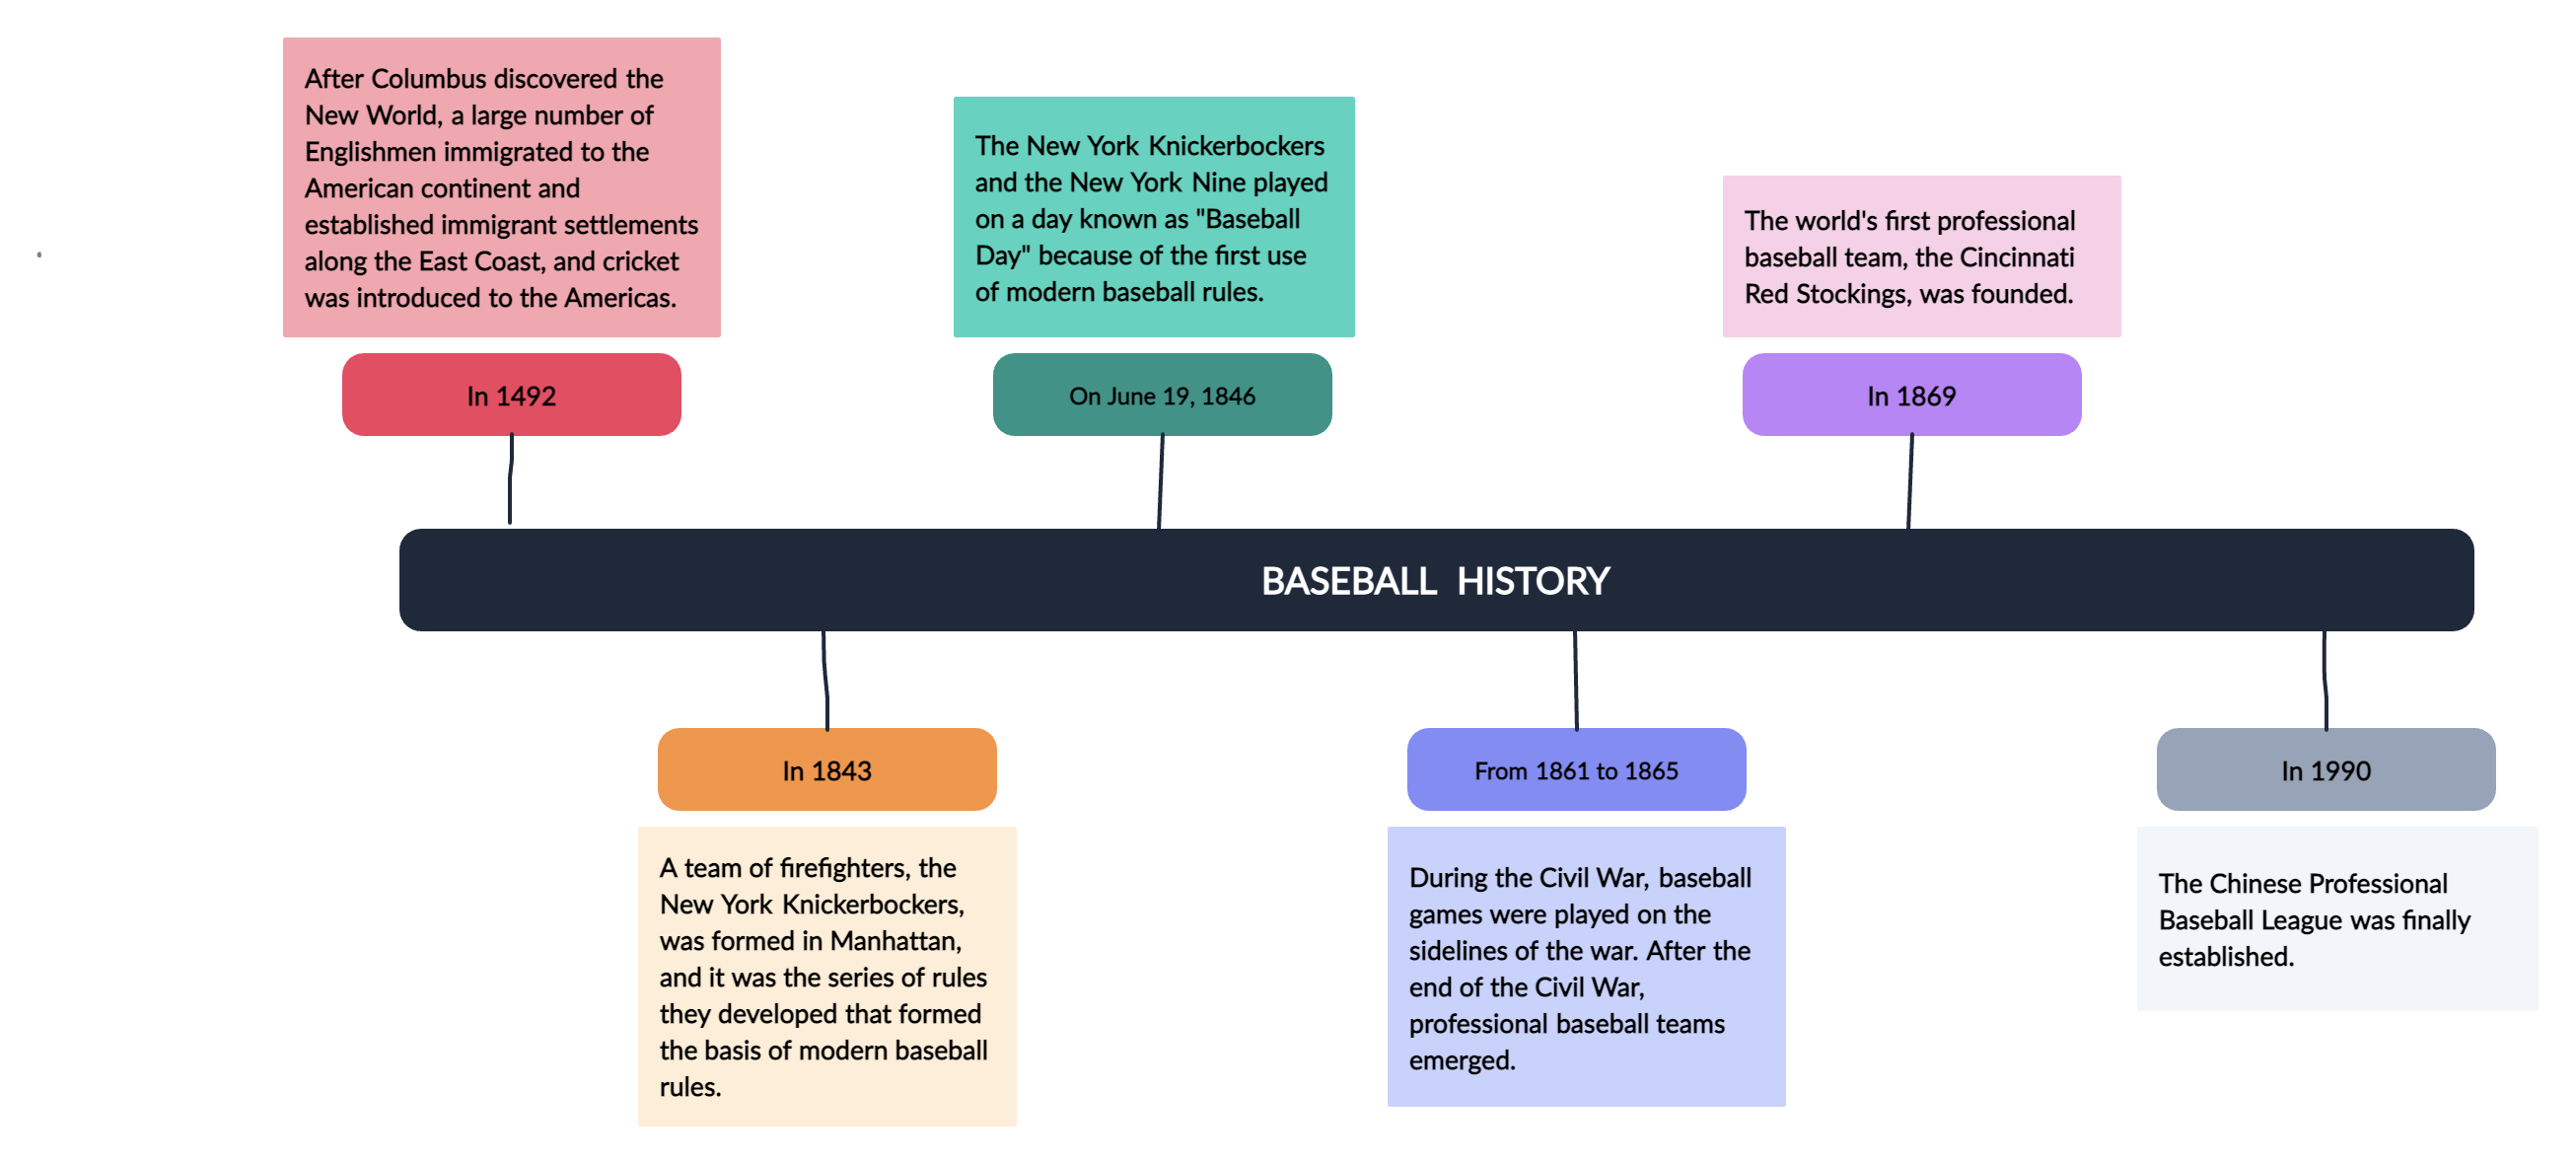 After Columbus discovered the
New World, a large number of
Englishmen immigrated to the
American continent and
established immigrant settlements
along the East Coast, and cricket
was introduced to the Americas.
In 1492
The New York Knickerbockers
and the New York Nine played
on a day known as "Baseball
Day" because of the first use
of modern baseball rules.
On June 19, 1846
The world's first professional
baseball team, the Cincinnati
Red Stockings, was founded.
In 1869
BASEBALL HISTORY
In 1843
A team of firefighters, the
New York Knickerbockers,
was formed in Manhattan,
and it was the series of rules
they developed that formed
the basis of modern baseball
rules.
From 1861 to 1865
During the Civil War, baseball
games were played on the
sidelines of the war. After the
end of the Civil War,
professional baseball teams
emerged.
In 1990
The Chinese Professional
Baseball League was finally
established.